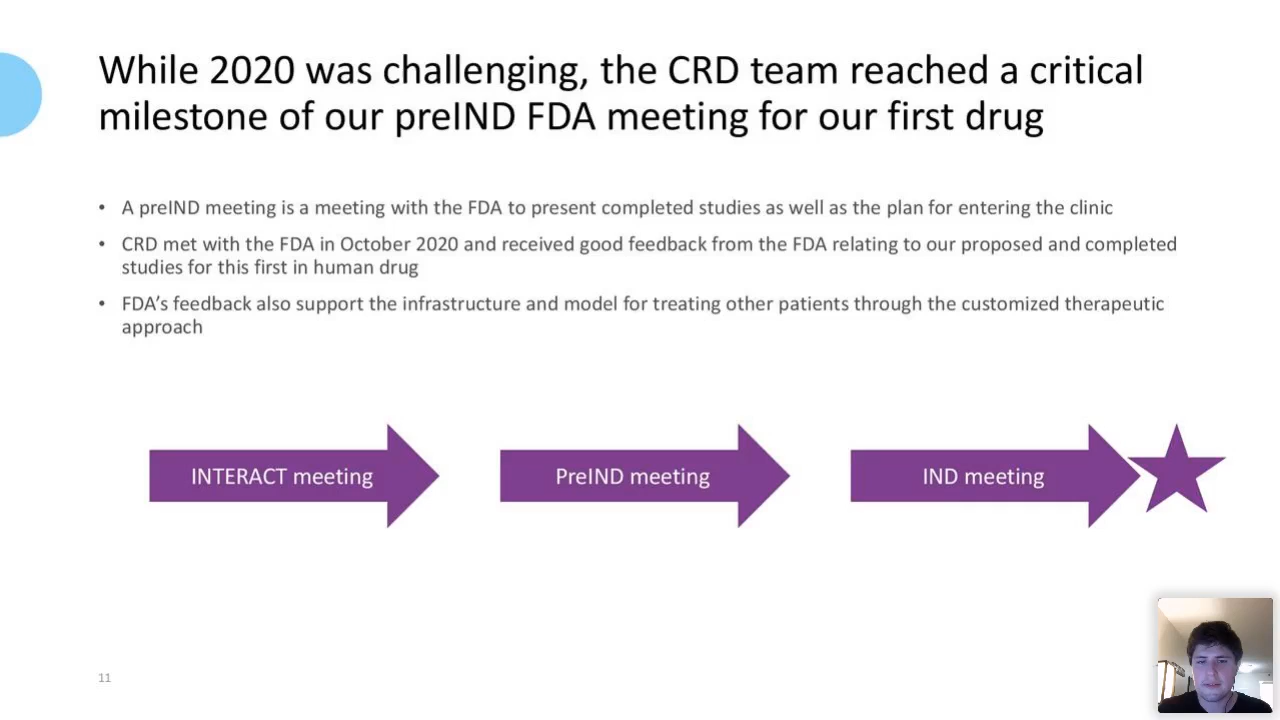 While 2020 was challenging, the CRD team reached a critical
milestone of our preIND FDA meeting for our first drug
• A preIND meeting is a meeting with the FDA to present completed studies as well as the plan for entering the clinic
• CRD met with the FDA in October 2020 and received good feedback from the FDA relating to our proposed and completed
studies for this first in human drug
• FDA’s feedback also support the infrastructure and model for treating other patients through the customized therapeutic
approach
INTERACT meeting
PreIND meeting
IND meeting
11